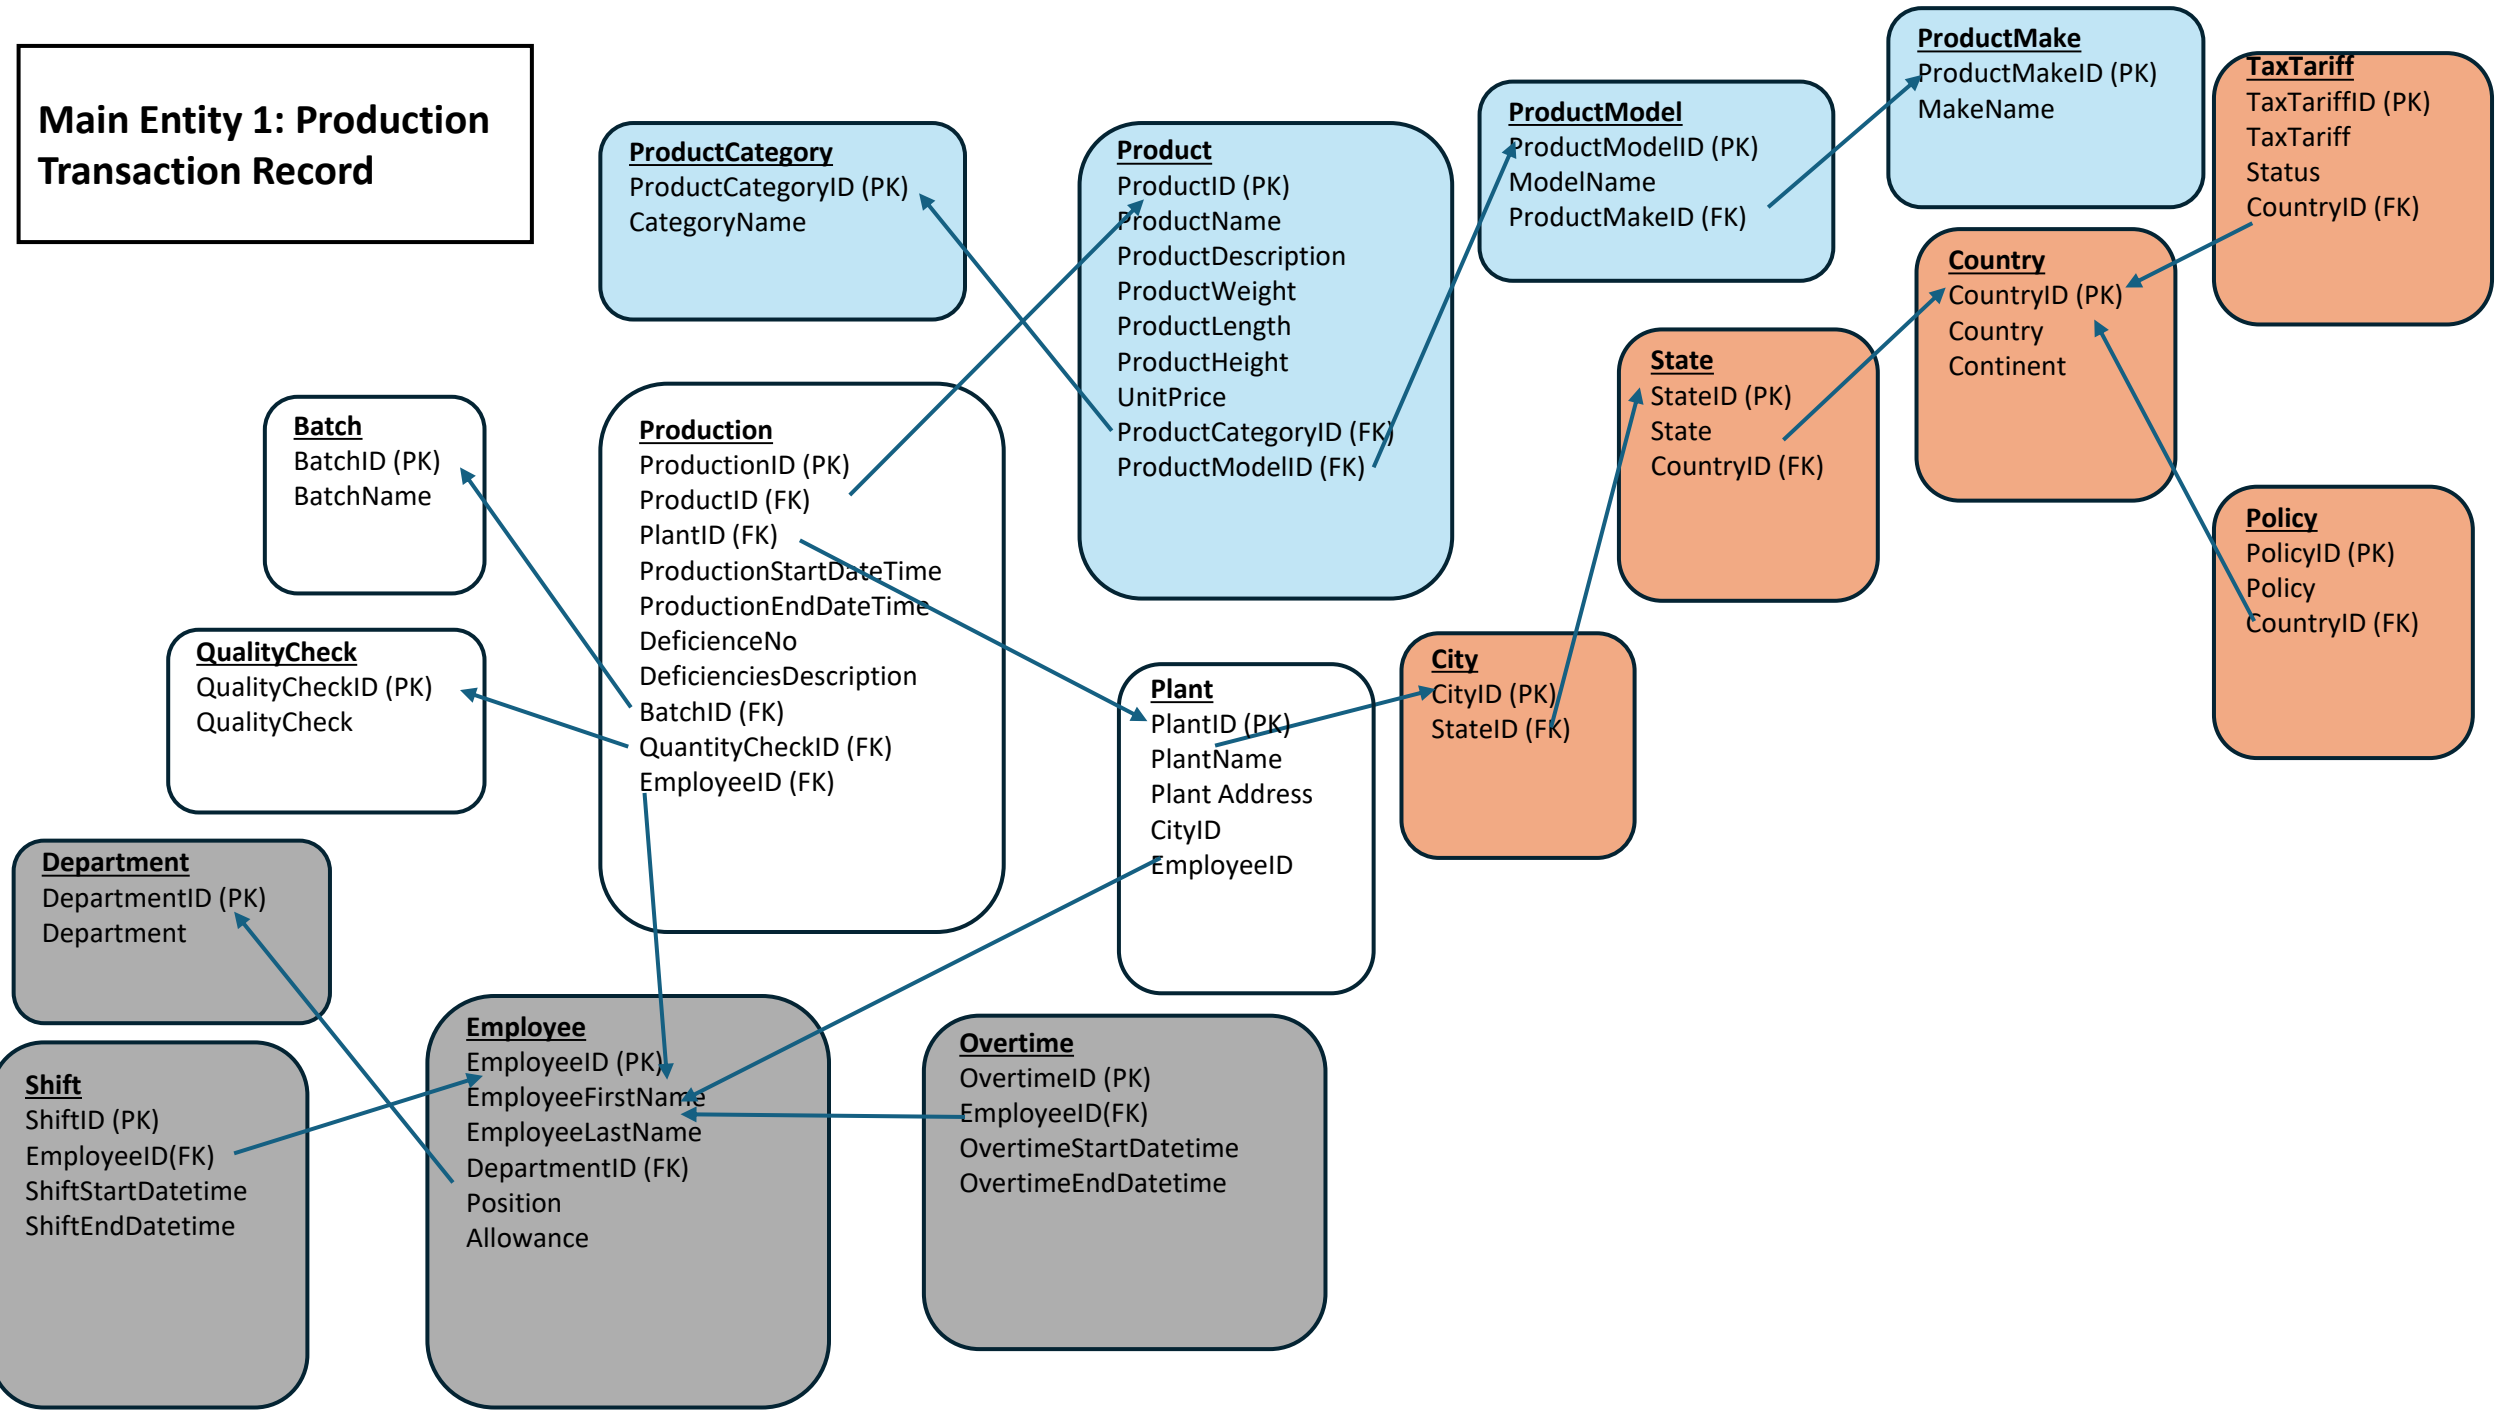 Main Entity 1: Production
Transaction Record
ProductCategory
ProductCategoryID (PK)
CategoryName
Product
ProductID (PK)
ProductName
ProductDescription
ProductWeight
ProductLength
ProductHeight
UnitPrice
ProductCategoryID (FK)
ProductModelID (FK)
ProductModel
ProductModelID (PK)
ModelName
ProductMakeID (FK)
ProductMake
ProductMakeID (PK)
MakeName
TaxTariff
TaxTariffID (PK)
TaxTariff
Status
CountryID (FK)
Country
CountryID (PK)
Country
Continent
State
StateID (PK)
State
CountryID (FK)
Policy
PolicyID (PK)
Policy
CountryID (FK)
Batch
BatchID (PK)
BatchName
Production
ProductionID (PK)
ProductID (FK)
PlantID (FK)
ProductionStartDateTime
ProductionEndDateTime
DeficienceNo
DeficienciesDescription
BatchID (FK)
QuantityCheckID (FK)
EmployeeID (FK)
QualityCheck
QualityCheckID (PK)
QualityCheck
Plant
PlantID (PK)
PlantName
Plant Address
CityID
EmployeeID
City
CityID (PK)
StateID (FK)
Department
DepartmentID (PK)
Department
Shift
ShiftID (PK)
EmployeeID(FK)
ShiftStartDatetime
ShiftEndDatetime
Employee
EmployeeID (PK)
EmployeeFirstName
EmployeeLastName
DepartmentID (FK)
Position
Allowance
Overtime
OvertimeID (PK)
EmployeeID(FK)
OvertimeStartDatetime
OvertimeEndDatetime